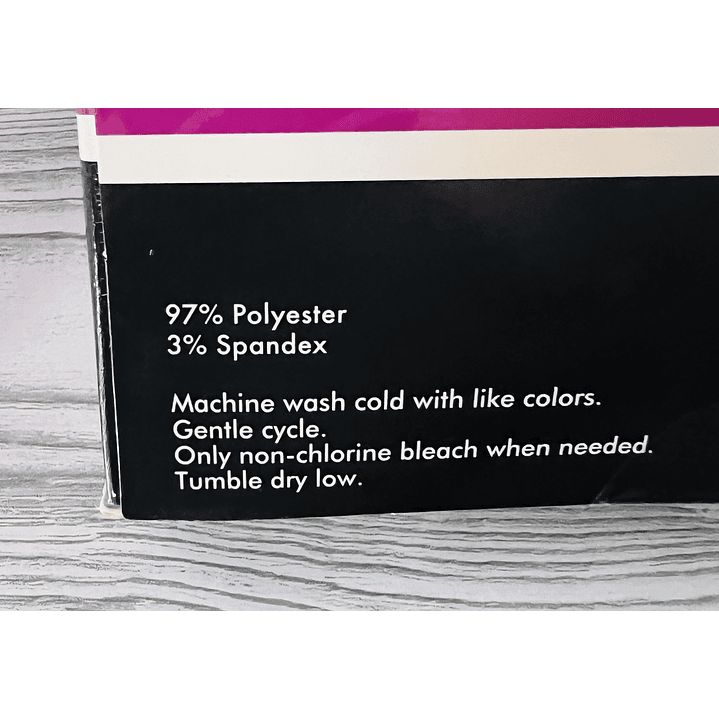 97% Polyester
3% Spandex
Machine wash cold with like colors.
Gentle cycle.
Only non-chlorine bleach when needed.
Tumble dry low.